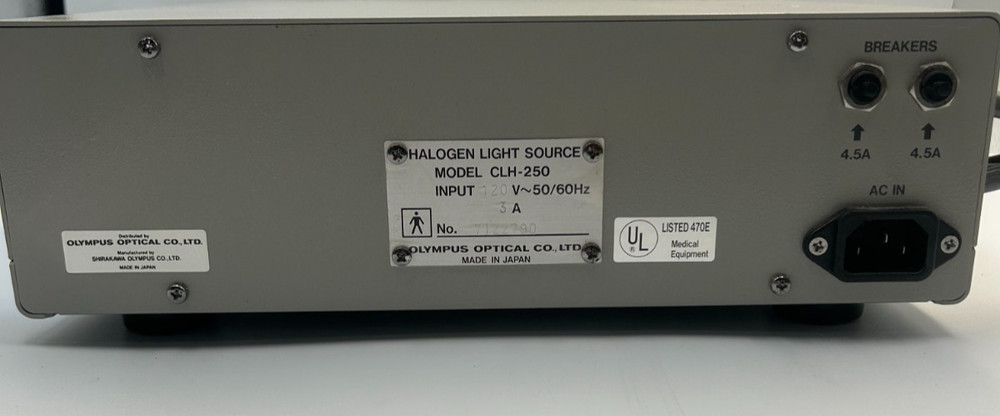 BREAKERS
4.5A 4.5A
AC IN
HALOGEN LIGHT SOURCE
MODEL CLH-250
INPUT 120 V~50/60Hz
3 A
No.
OLYMPUS OPTICAL CO., LTD.
MADE IN JAPAN
Distributed by
OLYMPUS OPTICAL CO., LTD.
Manufactured by
SHIRAKAWA OLYMPUS CO., LTD.
MADE IN JAPAN
UL
LISTED 470E
Medical
Equipment